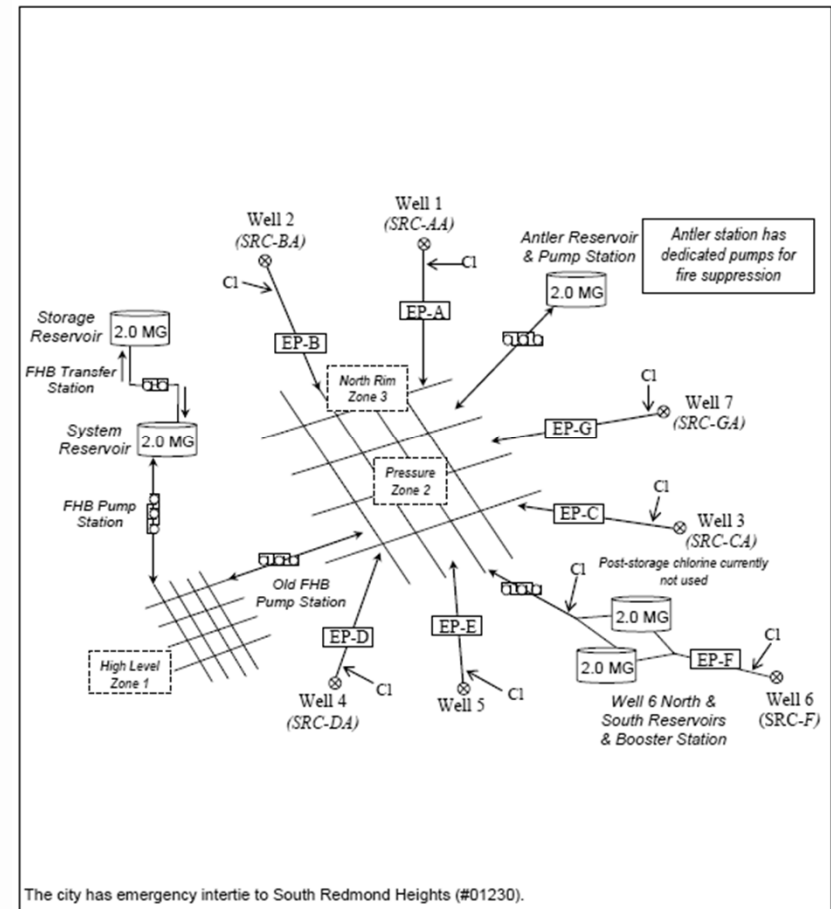 Well 1
(SRC-AA)
Well 2
(SRC-BA)
Antler Reservoir
& Pump Station
Antler station has
dedicated pumps for
fire suppression
Cl
Cl
2.0 MG
Storage
Reservoir
2.0 MG
EP-A
EP-B
FHB Transfer
Station
North Rim
Zone 3
Cl
Well 7
(SRC-GA)
EP-G
System
Reservoir
2.0 MG
Pressure
Zone 2
Cl
FHB Pump
Station
EP-C
Well 3
(SRC-CA)
Post-storage chlorine currently
not used
Cl
Old FHB
Pump Station
2.0 MG
EP-D
EP-E
Cl
2.0 MG
EP-F
High Level
Zone 1
Cl
Cl
Well 4
(SRC-DA)
Well 5
Well 6
(SRC-F)
Well 6 North &
South Reservoirs
& Booster Station
The city has emergency intertie to South Redmond Heights (#01230).